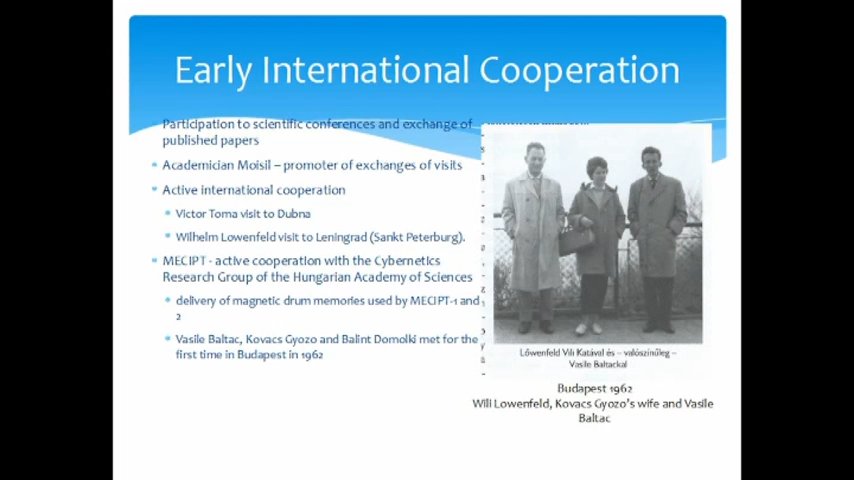 Early International Cooperation
Participation to scientific conferences and exchange of
published papers
Academician Moisil – promoter of exchanges of visits
Active international cooperation
Victor Toma visit to Dubna
Wilhelm Lowenfeld visit to Leningrad (Sankt Peterburg).
MECIPT - active cooperation with the Cybernetics
Research Group of the Hungarian Academy of Sciences
delivery of magnetic drum memories used by MECIPT-1 and
2
Vasile Baltac, Kovacs Gyozo and Balint Domolki met for the
first time in Budapest in 1962
Lőwenfeld Vili Katával és – valószínűleg –
Vasile Baltackal
Budapest 1962
Wili Lowenfeld, Kovacs Gyozo's wife and Vasile
Baltac